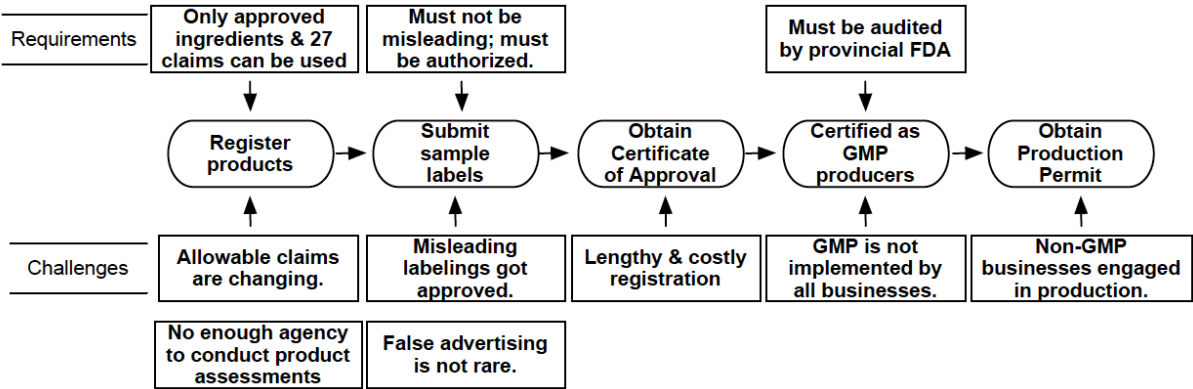 Requirements
Only approved
ingredients & 27
claims can be used
Must not be
misleading; must
be authorized.
Must be audited
by provincial FDA
Register
products
Submit
sample
labels
Obtain
Certificate
of Approval
Certified as
GMP
producers
Obtain
Production
Permit
Challenges
Allowable claims
are changing.
Misleading
labelings got
approved.
Lengthy & costly
registration
GMP is not
implemented by
all businesses.
Non-GMP
businesses engaged
in production.
No enough agency
to conduct product
assessments
False advertising
is not rare.